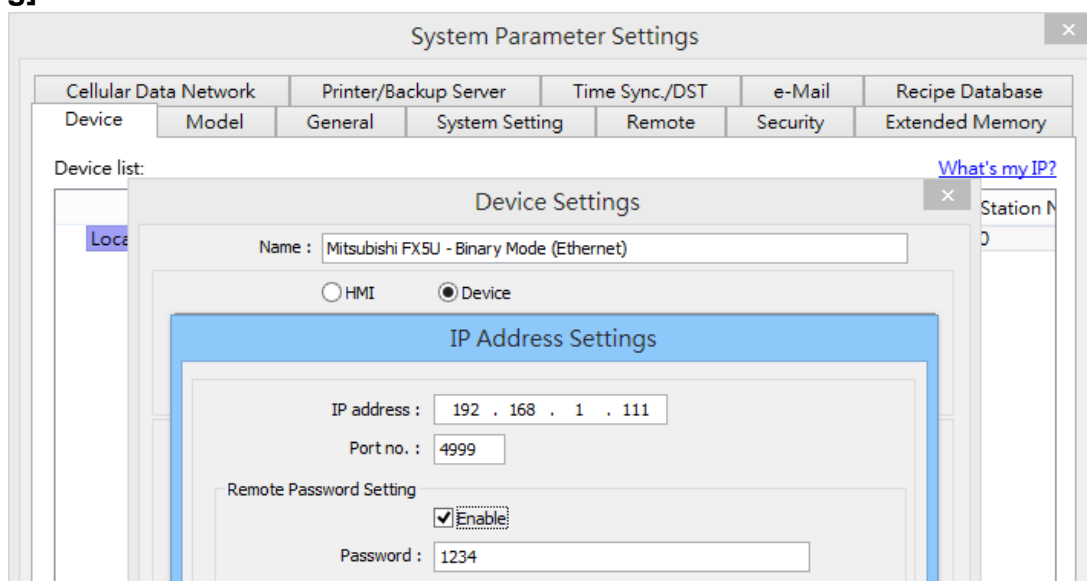 g]
System Parameter Settings
Cellular Data Network Printer/Backup Server Time Sync./DST e-Mail Recipe Database
Device Model General System Setting Remote Security Extended Memory
Device list: What's my IP?
Device Settings
Station N
Loca
Name : Mitsubishi FX5U - Binary Mode (Ethernet)
0
HMI Device
IP Address Settings
IP address : 192 . 168 . 1 . 111
Port no. : 4999
Remote Password Setting
Enable
Password : 1234